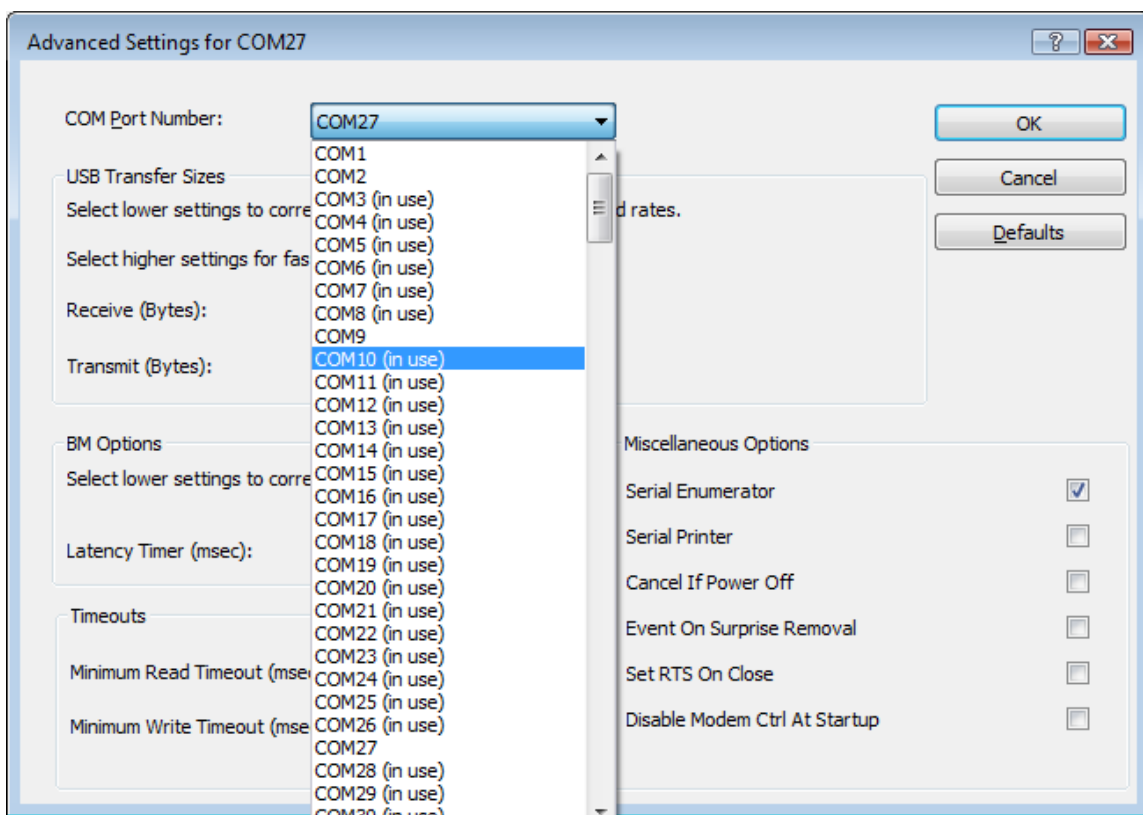 Advanced Settings for COM27
COM Port Number:
COM27
OK
Cancel
Defaults
COM1
COM2
COM3 (in use)
COM4 (in use)
COM5 (in use)
COM6 (in use)
COM7 (in use)
COM8 (in use)
COM9
COM10 (in use)
COM11 (in use)
COM12 (in use)
COM13 (in use)
COM14 (in use)
COM15 (in use)
COM16 (in use)
COM17 (in use)
COM18 (in use)
COM19 (in use)
COM20 (in use)
COM21 (in use)
COM22 (in use)
COM23 (in use)
COM24 (in use)
COM25 (in use)
COM26 (in use)
COM27
COM28 (in use)
COM29 (in use)
USB Transfer Sizes
Select lower settings to corre d rates.
Select higher settings for fas
Receive (Bytes):
Transmit (Bytes):
BM Options
Select lower settings to corre
Latency Timer (msec):
Timeouts
Minimum Read Timeout (mse
Minimum Write Timeout (mse
Miscellaneous Options
Serial Enumerator
Serial Printer
Cancel If Power Off
Event On Surprise Removal
Set RTS On Close
Disable Modem Ctrl At Startup